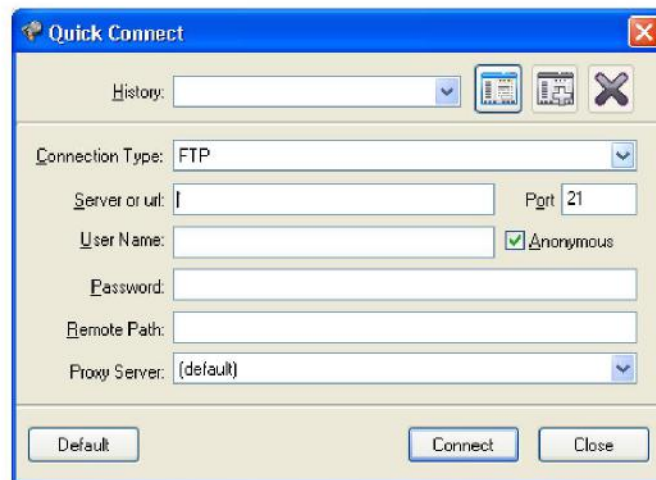 Quick Connect
History:
Connection Type: FTP
Server or url: Port 21
User Name: Anonymous
Password:
Remote Path:
Proxy Server: (default)
Default Connect Close